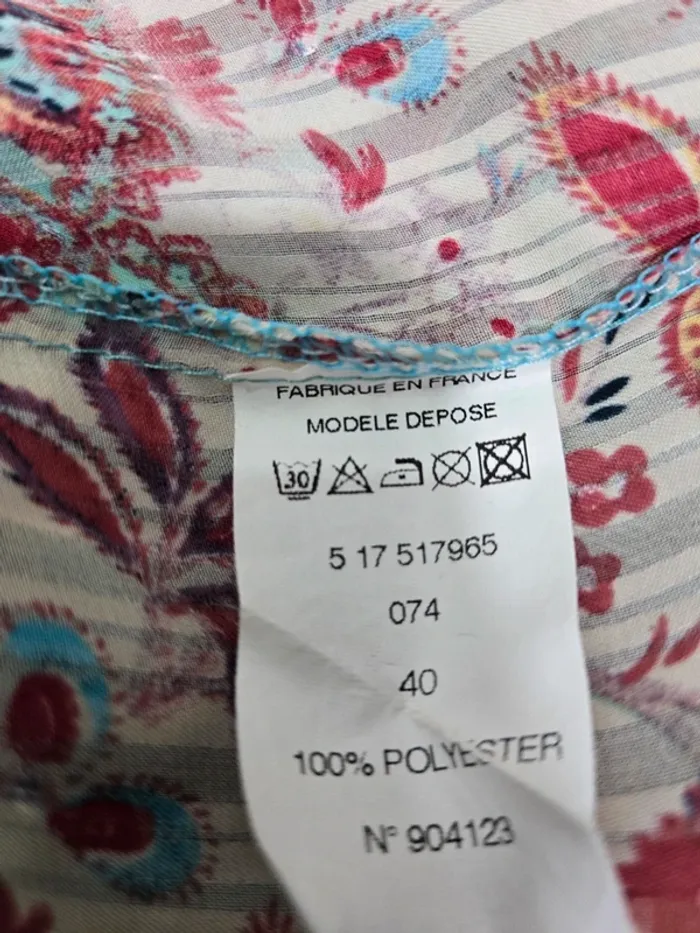 FABRIQUE EN FRANCE
MODELE DEPOSE
30
5 17 517965
074
40
100% POLYESTER
N° 904123